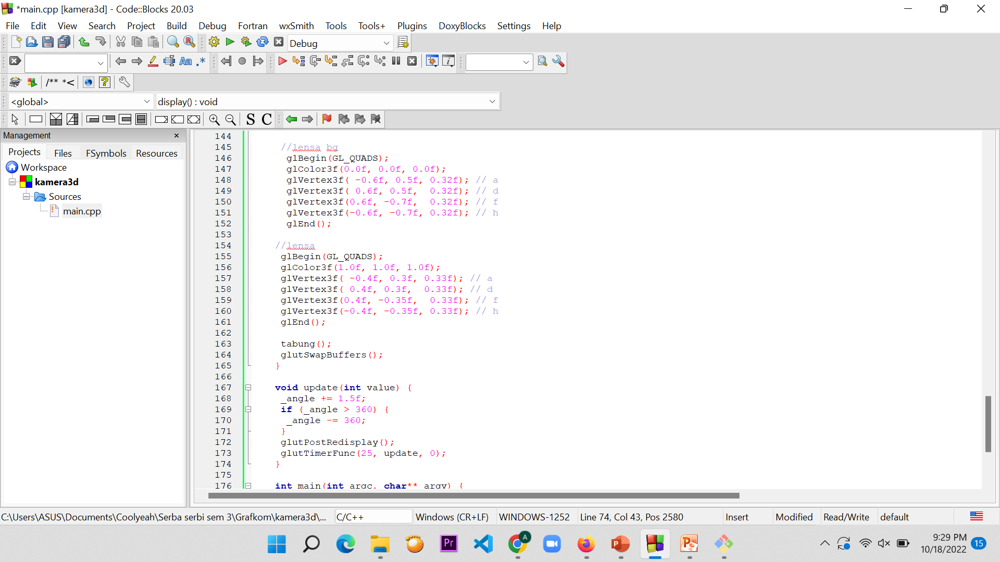 *main.cpp [kamera3d] - Code::Blocks 20.03
File Edit View Search Project Build Debug Fortran wxSmith Tools Tools+ Plugins DoxyBlocks Settings Help
Debug
/** *<
<global> display() : void
S C
Management
Projects Files FSymbols Resources
Workspace
kamera3d
Sources
main.cpp
144
145 //lensa bg
146 glBegin(GL_QUADS);
147 glColor3f(0.0f, 0.0f, 0.0f);
148 glVertex3f( -0.6f, 0.5f, 0.32f); // a
149 glVertex3f( 0.6f, 0.5f,  0.32f); // d
150 glVertex3f(0.6f, -0.7f,  0.32f); // f
151 glVertex3f(-0.6f, -0.7f, 0.32f); // h
152 glEnd();
153
154 //lensa
155 glBegin(GL_QUADS);
156 glColor3f(1.0f, 1.0f, 1.0f);
157 glVertex3f( -0.4f, 0.3f, 0.33f); // a
158 glVertex3f( 0.4f, 0.3f,  0.33f); // d
159 glVertex3f(0.4f, -0.35f,  0.33f); // f
160 glVertex3f(-0.4f, -0.35f, 0.33f); // h
161 glEnd();
162
163 tabung();
164 glutSwapBuffers();
165 }
166
167 void update(int value) {
168 _angle += 1.5f;
169 if (_angle > 360) {
170 _angle -= 360;
171 }
172 glutPostRedisplay();
173 glutTimerFunc(25, update, 0);
174 }
175
176 int main(int argc, char** argv) {
C:\Users\ASUS\Documents\Coolyeah\Serba serbi sem 3\Grafkom\kamera3d\... C/C++ Windows (CR+LF) WINDOWS-1252 Line 74, Col 43, Pos 2580 Insert Modified Read/Write default
9:29 PM
10/18/2022
15